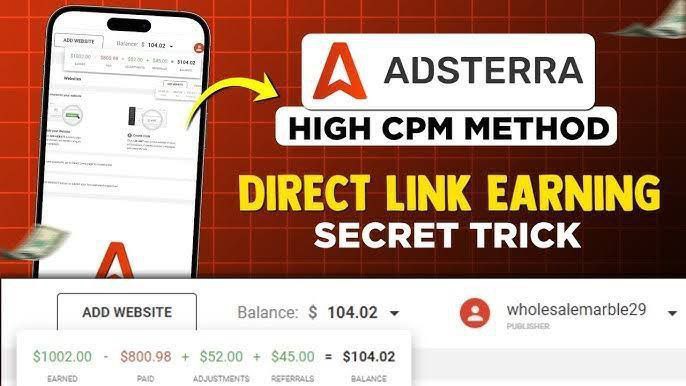 ADD WEBSITE Balance: $ 104.02
$1002.00 - $800.98 + $52.00 + $45.00 = $104.02
EARNED PAID ADJUSTMENTS REFERRALS BALANCE
Websites
ADD WEBSITE
ADSTERRA
HIGH CPM METHOD
DIRECT LINK EARNING
SECRET TRICK
ADD WEBSITE Balance: $ 104.02 wholesalemarble29
PUBLISHER
$1002.00 - $800.98 + $52.00 + $45.00 = $104.02
EARNED PAID ADJUSTMENTS REFERRALS BALANCE